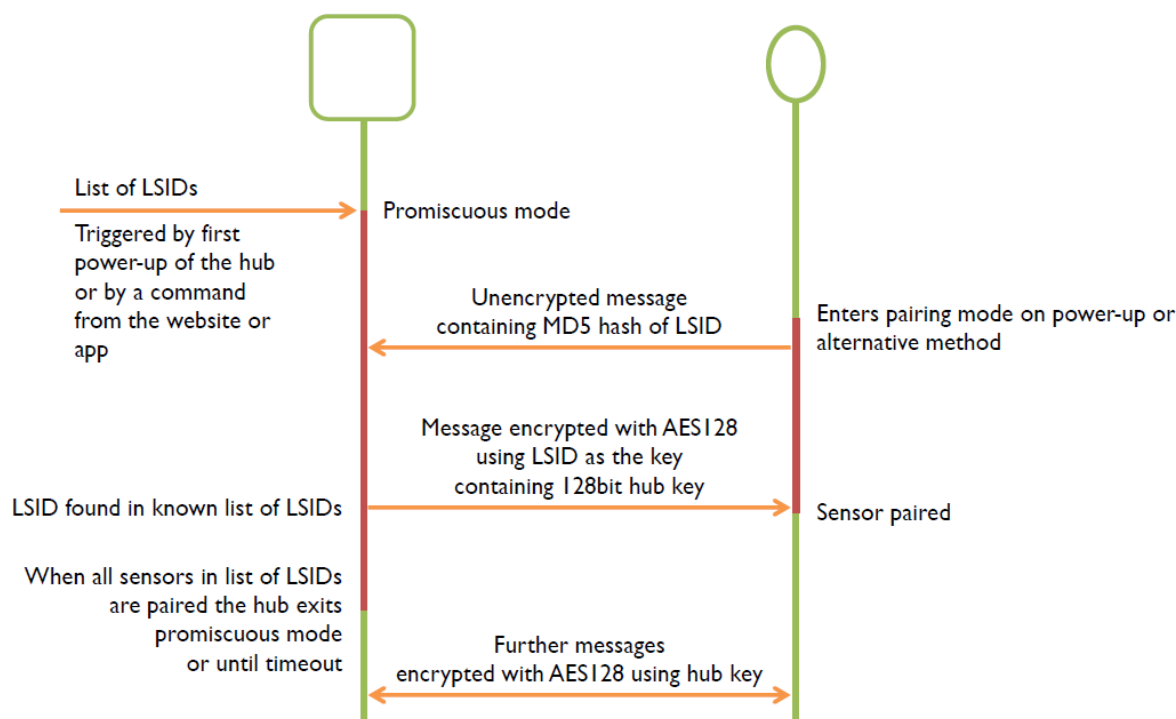 List of LSIDs
Triggered by first
power-up of the hub
or by a command
from the website or
app
Promiscuous mode
Unencrypted message
containing MD5 hash of LSID
Enters pairing mode on power-up or
alternative method
Message encrypted with AES128
using LSID as the key
containing 128bit hub key
LSID found in known list of LSIDs
Sensor paired
When all sensors in list of LSIDs
are paired the hub exits
promiscuous mode
or until timeout
Further messages
encrypted with AES128 using hub key